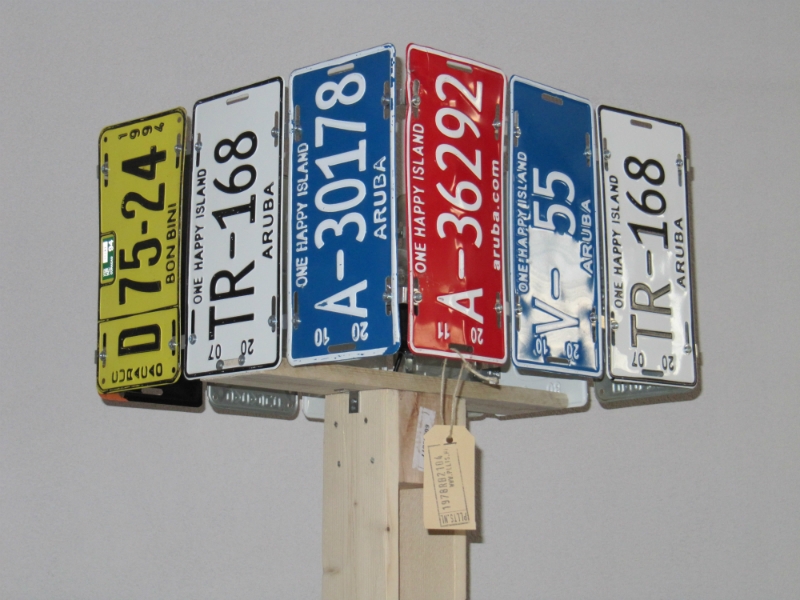 1994
D 75-24
BON BINI
CURACAO
ONE HAPPY ISLAND
TR-168
ARUBA
07 20
ONE HAPPY ISLAND
A-30178
ARUBA
10 20
ONE HAPPY ISLAND
A-36292
aruba.com
11 20
ONE HAPPY ISLAND
V- 55
ARUBA
10 20
ONE HAPPY ISLAND
TR-168
ARUBA
07 20